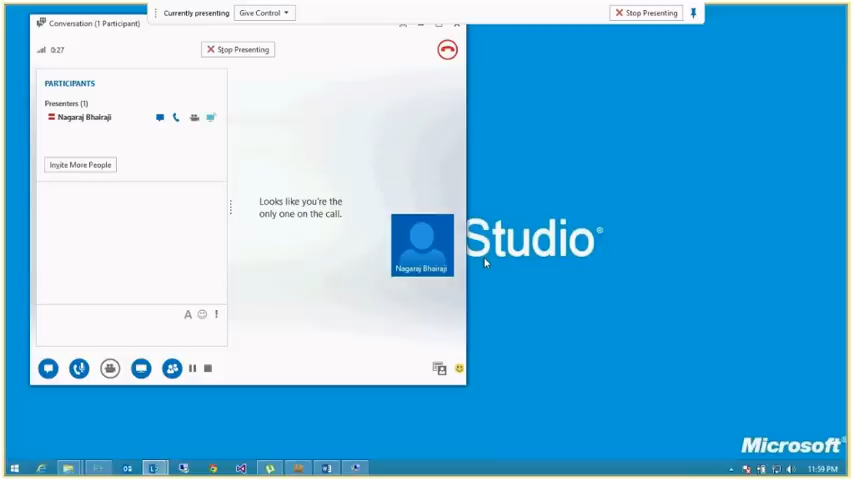 Currently presenting
Give Control
Stop Presenting
Conversation (1 Participant)
0:27
Stop Presenting
PARTICIPANTS
Presenters (1)
Nagaraj Bhairaji
Invite More People
Looks like you're the
only one on the call.
Nagaraj Bhairaji
Studio®
A
Microsoft
11:59 PM